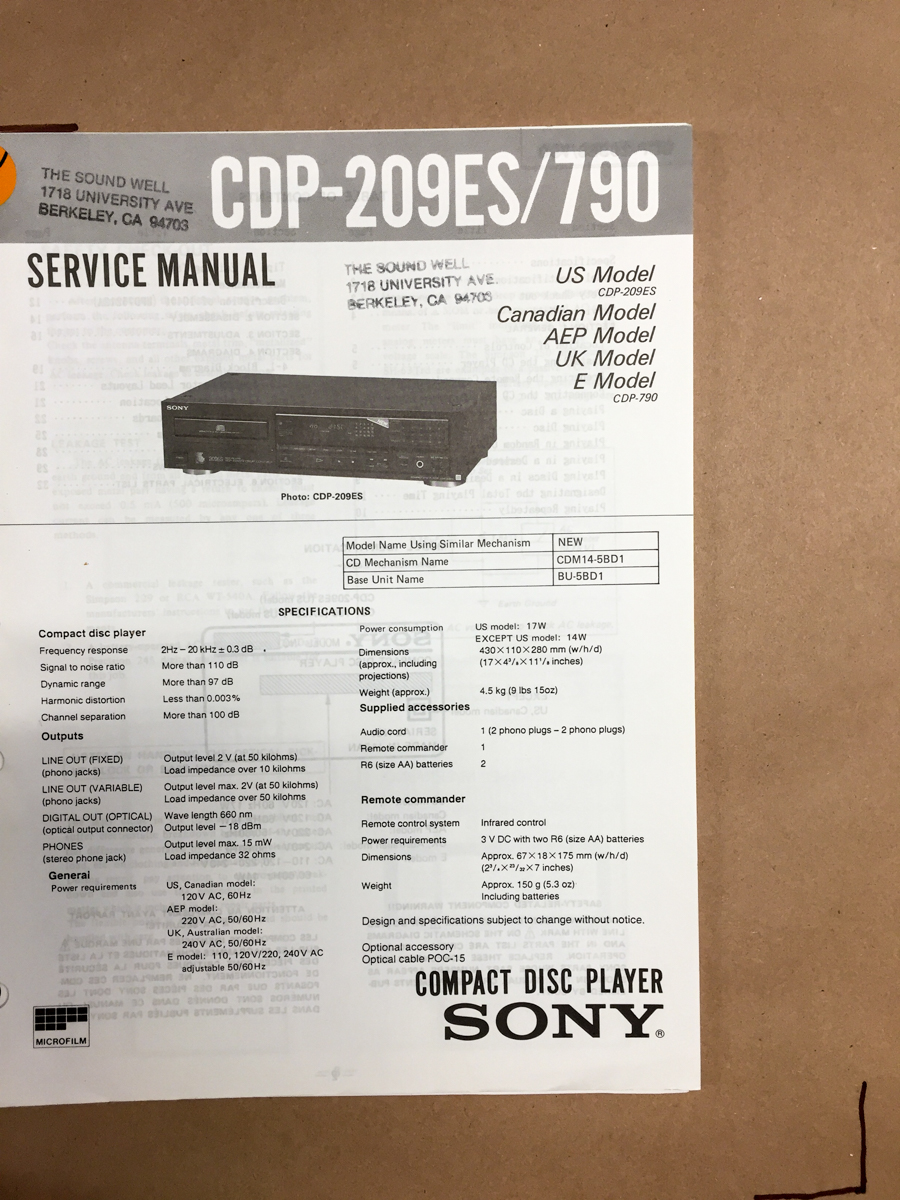 THE SOUND WELL
1718 UNIVERSITY AVE
BERKELEY, CA 94703
CDP-209ES/790
SERVICE MANUAL
THE SOUND WELL
1718 UNIVERSITY AVE.
BERKELEY, CA 94703
US Model
CDP-209ES
Canadian Model
AEP Model
UK Model
E Model
CDP-790
SONY
Photo: CDP-209ES
Model Name Using Similar Mechanism NEW
CD Mechanism Name CDM14-5BD1
Base Unit Name BU-5BD1
SPECIFICATIONS
Compact disc player
Frequency response 2Hz – 20 kHz ± 0.3 dB
Signal to noise ratio More than 110 dB
Dynamic range More than 97 dB
Harmonic distortion Less than 0.003%
Channel separation More than 100 dB
Outputs
LINE OUT (FIXED) Output level 2 V (at 50 kilohms)
(phono jacks) Load impedance over 10 kilohms
LINE OUT (VARIABLE) Output level max. 2V (at 50 kilohms)
(phono jacks) Load impedance over 50 kilohms
DIGITAL OUT (OPTICAL) Wave length 660 nm
(optical output connector) Output level – 18 dBm
PHONES Output level max. 15 mW
(stereo phone jack) Load impedance 32 ohms
General
Power requirements US, Canadian model:
120V AC, 60Hz
AEP model:
220V AC, 50/60Hz
UK, Australian model:
240V AC, 50/60Hz
E model: 110, 120V/220, 240V AC
adjustable 50/60Hz
Power consumption US model: 17W
EXCEPT US model: 14W
Dimensions 430×110×280 mm (w/h/d)
(approx., including (17×4³/₈×11¹/₈ inches)
projections)
Weight (approx.) 4.5 kg (9 lbs 15oz)
Supplied accessories
Audio cord 1 (2 phono plugs – 2 phono plugs)
Remote commander 1
R6 (size AA) batteries 2
Remote commander
Remote control system Infrared control
Power requirements 3 V DC with two R6 (size AA) batteries
Dimensions Approx. 67×18×175 mm (w/h/d)
(2³/₄×²³/₃₂×7 inches)
Weight Approx. 150 g (5.3 oz)
Including batteries
Design and specifications subject to change without notice.
Optional accessory
Optical cable POC-15
COMPACT DISC PLAYER
SONY®
MICROFILM